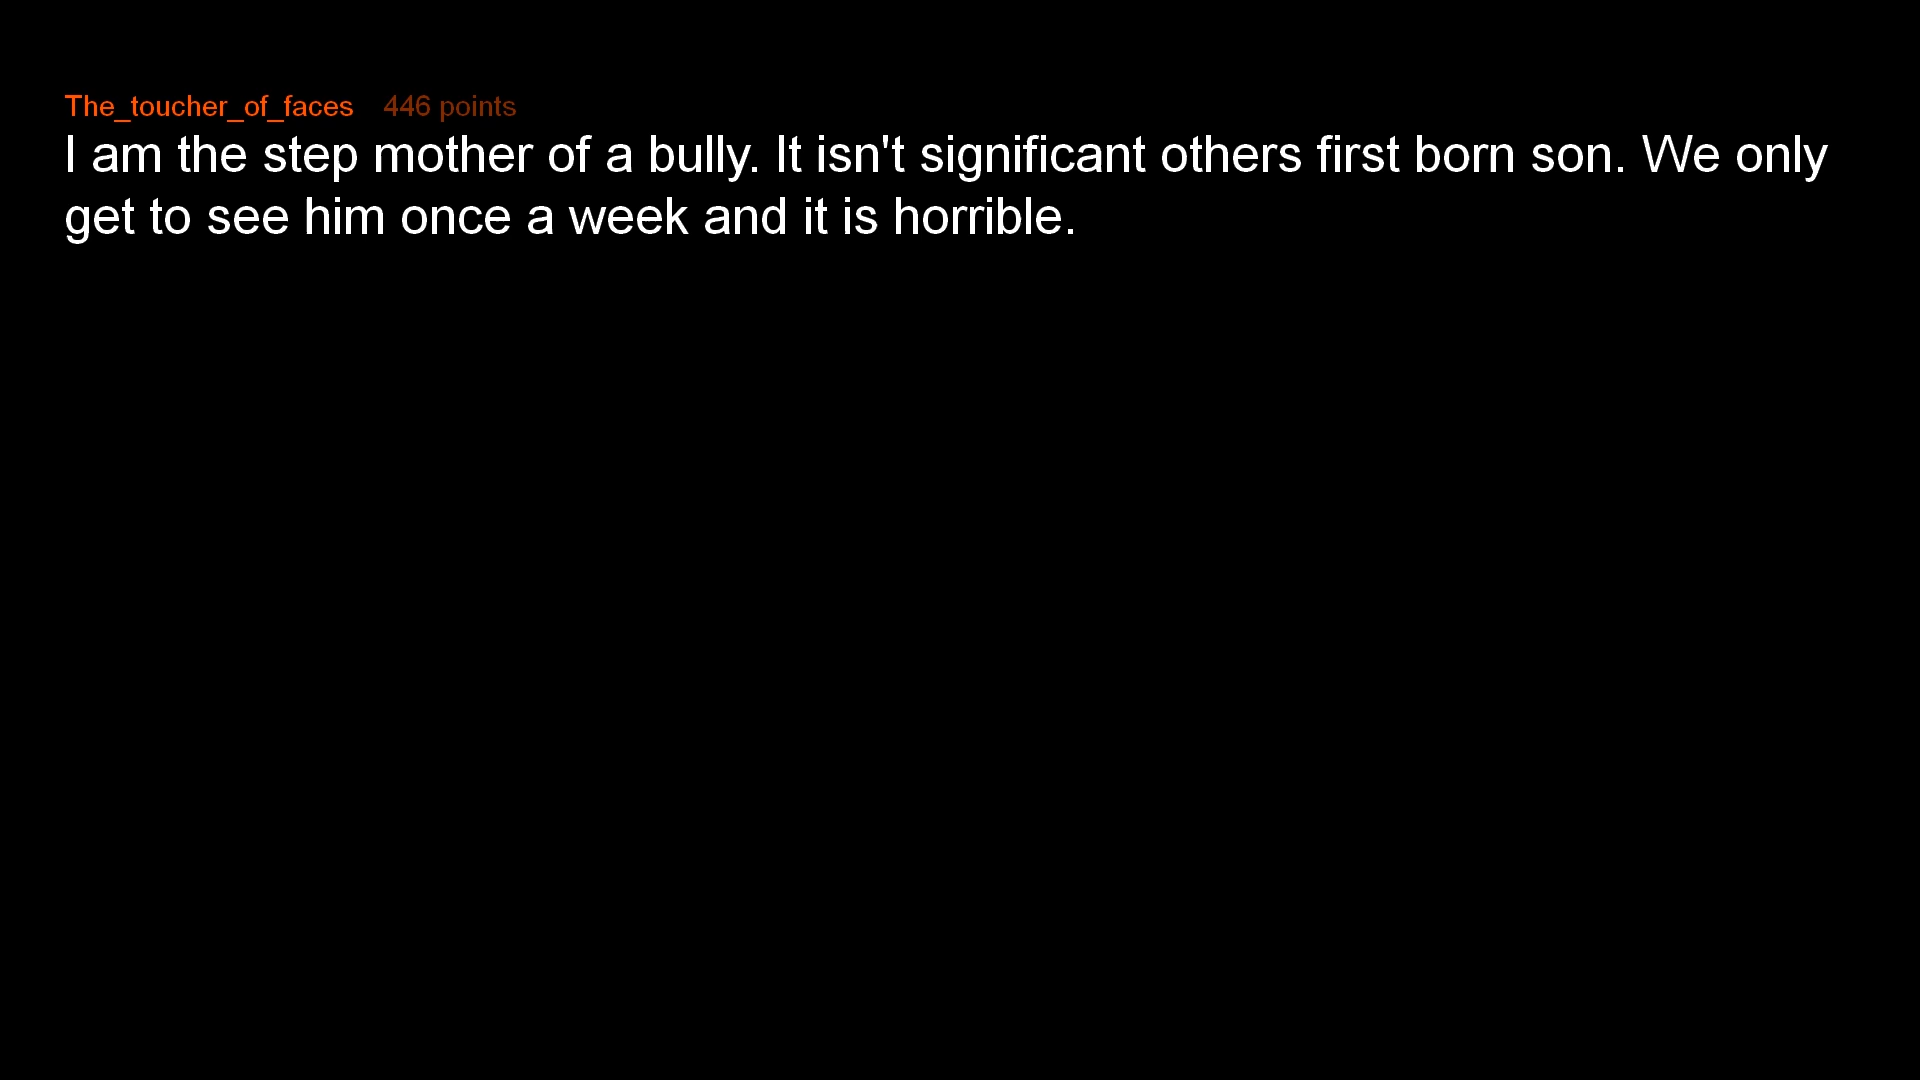 The_toucher_of_faces 446 points
I am the step mother of a bully. It isn't significant others first born son. We only
get to see him once a week and it is horrible.